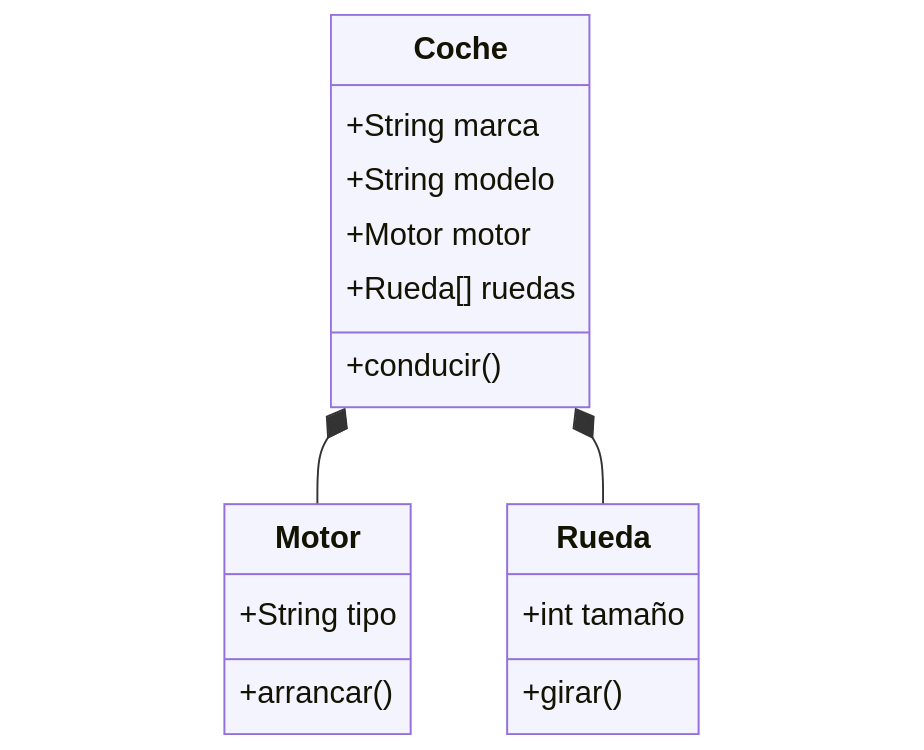 Coche
+String marca
+String modelo
+Motor motor
+Rueda[] ruedas
+conducir()
Motor
+String tipo
+arrancar()
Rueda
+int tamaño
+girar()